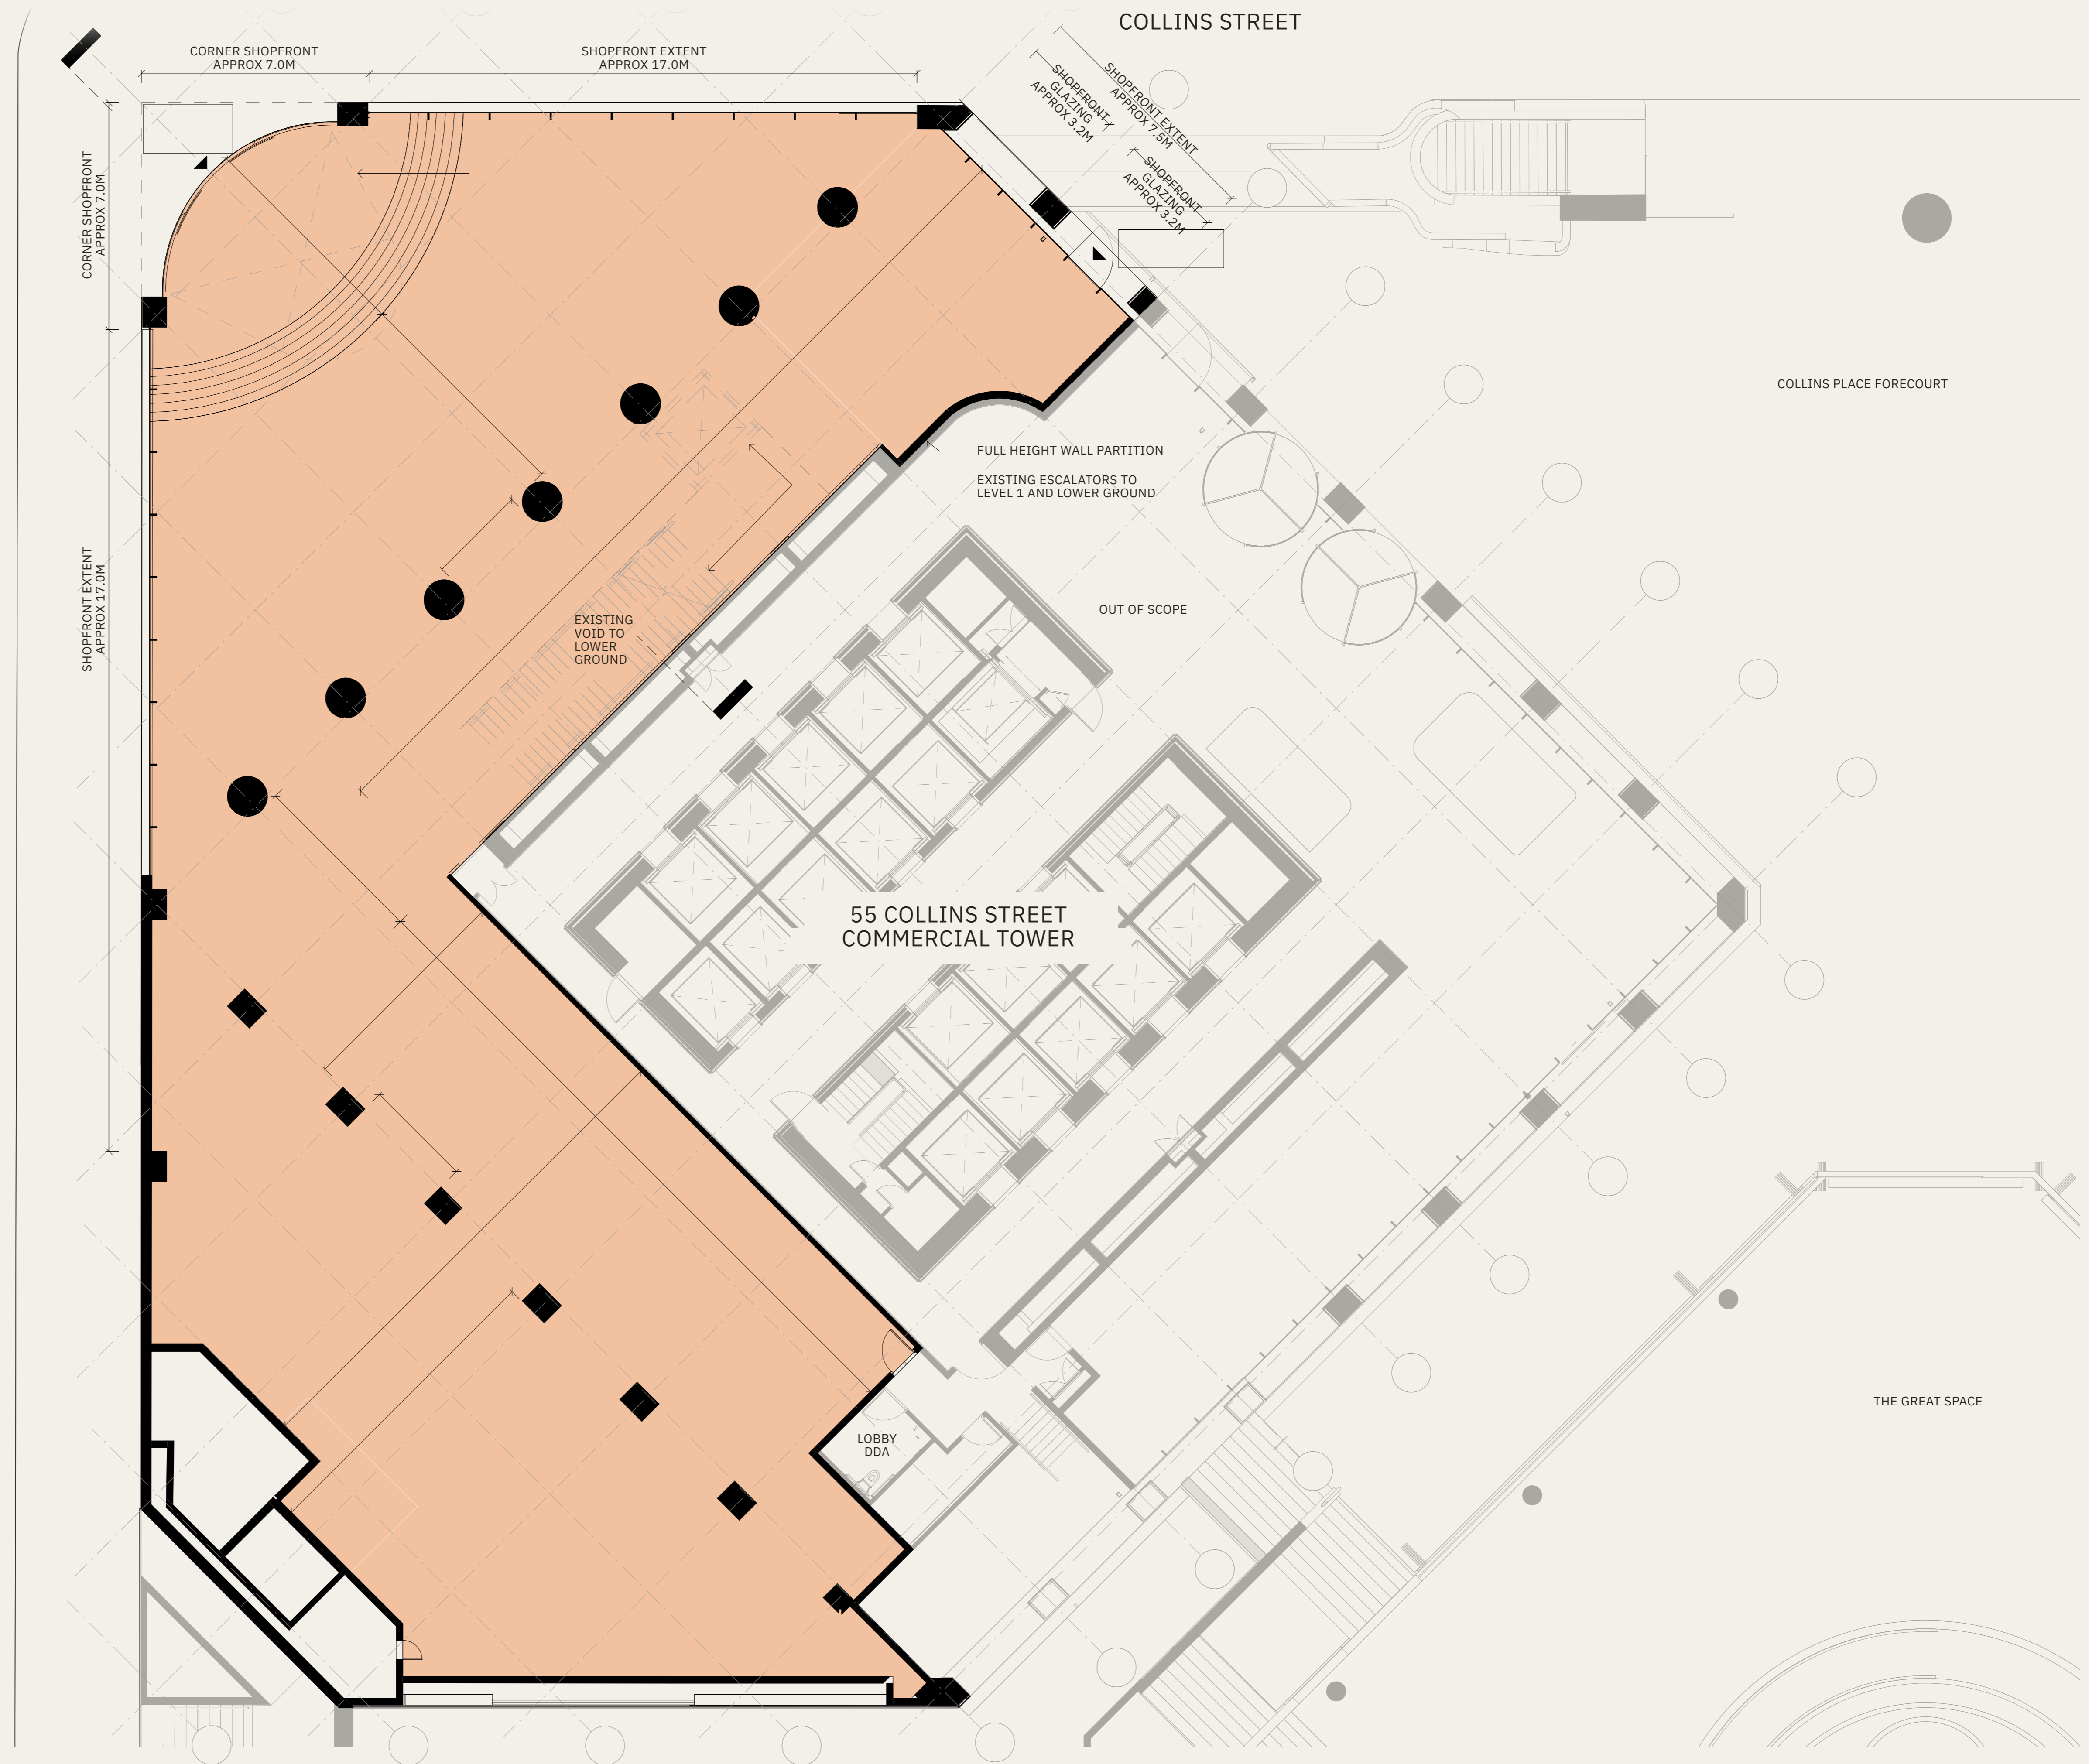 COLLINS STREET
CORNER SHOPFRONT
APPROX 7.0M
SHOPFRONT EXTENT
APPROX 17.0M
SHOPFRONT EXTENT
APPROX 7.5M
SHOPFRONT
GLAZING
APPROX 3.2M
SHOPFRONT
GLAZING
APPROX 3.2M
CORNER SHOPFRONT
APPROX 7.0M
SHOPFRONT EXTENT
APPROX 17.0M
COLLINS PLACE FORECOURT
FULL HEIGHT WALL PARTITION
EXISTING ESCALATORS TO
LEVEL 1 AND LOWER GROUND
OUT OF SCOPE
EXISTING
VOID TO
LOWER
GROUND
55 COLLINS STREET
COMMERCIAL TOWER
THE GREAT SPACE
LOBBY
DDA